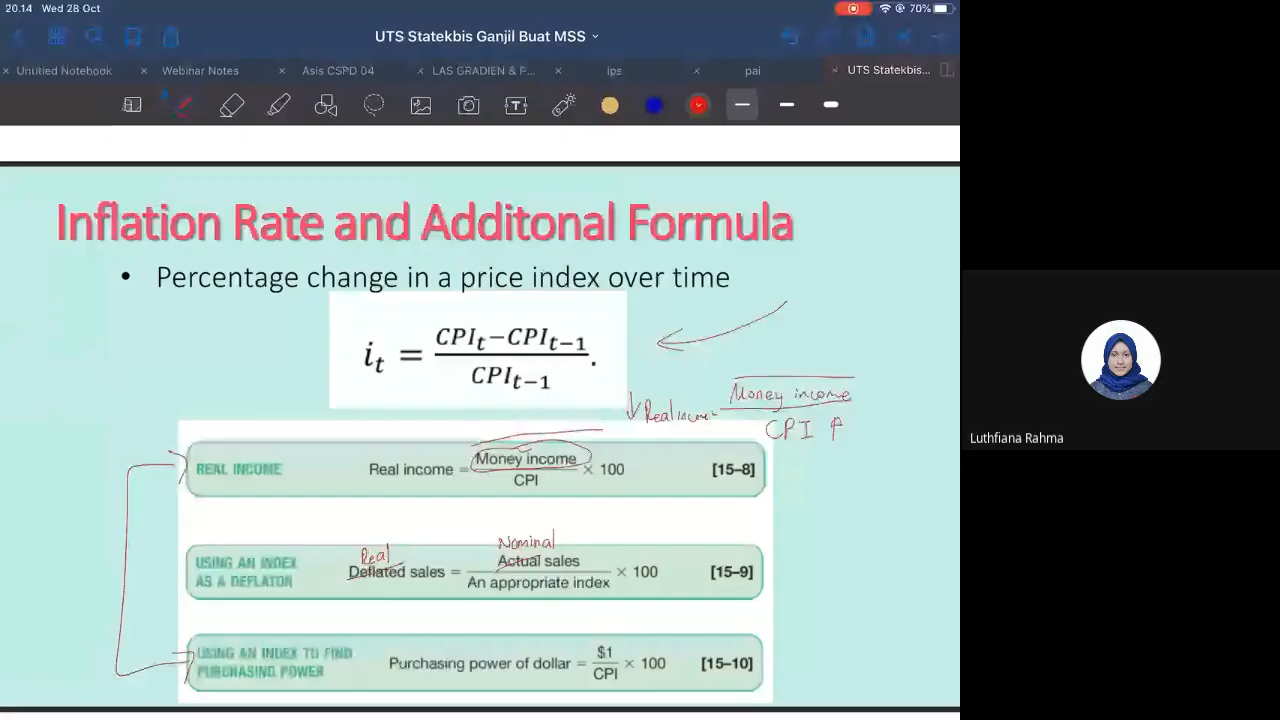 20.14 Wed 28 Oct
70%
UTS Statekbis Ganjil Buat MSS
Untitled Notebook
Webinar Notes
Asis CSPD 04
LAS GRADIEN & F...
ips
pai
UTS Statekbis...
Inflation Rate and Additonal Formula
• Percentage change in a price index over time
i_t = (CPI_t − CPI_{t−1}) / CPI_{t−1}.
↓ Real income = Money income / CPI ↑
REAL INCOME Real income = Money income / CPI × 100 [15–8]
Real
Nominal
USING AN INDEX AS A DEFLATOR Deflated sales = Actual sales / An appropriate index × 100 [15–9]
USING AN INDEX TO FIND PURCHASING POWER Purchasing power of dollar = $1 / CPI × 100 [15–10]
Luthfiana Rahma